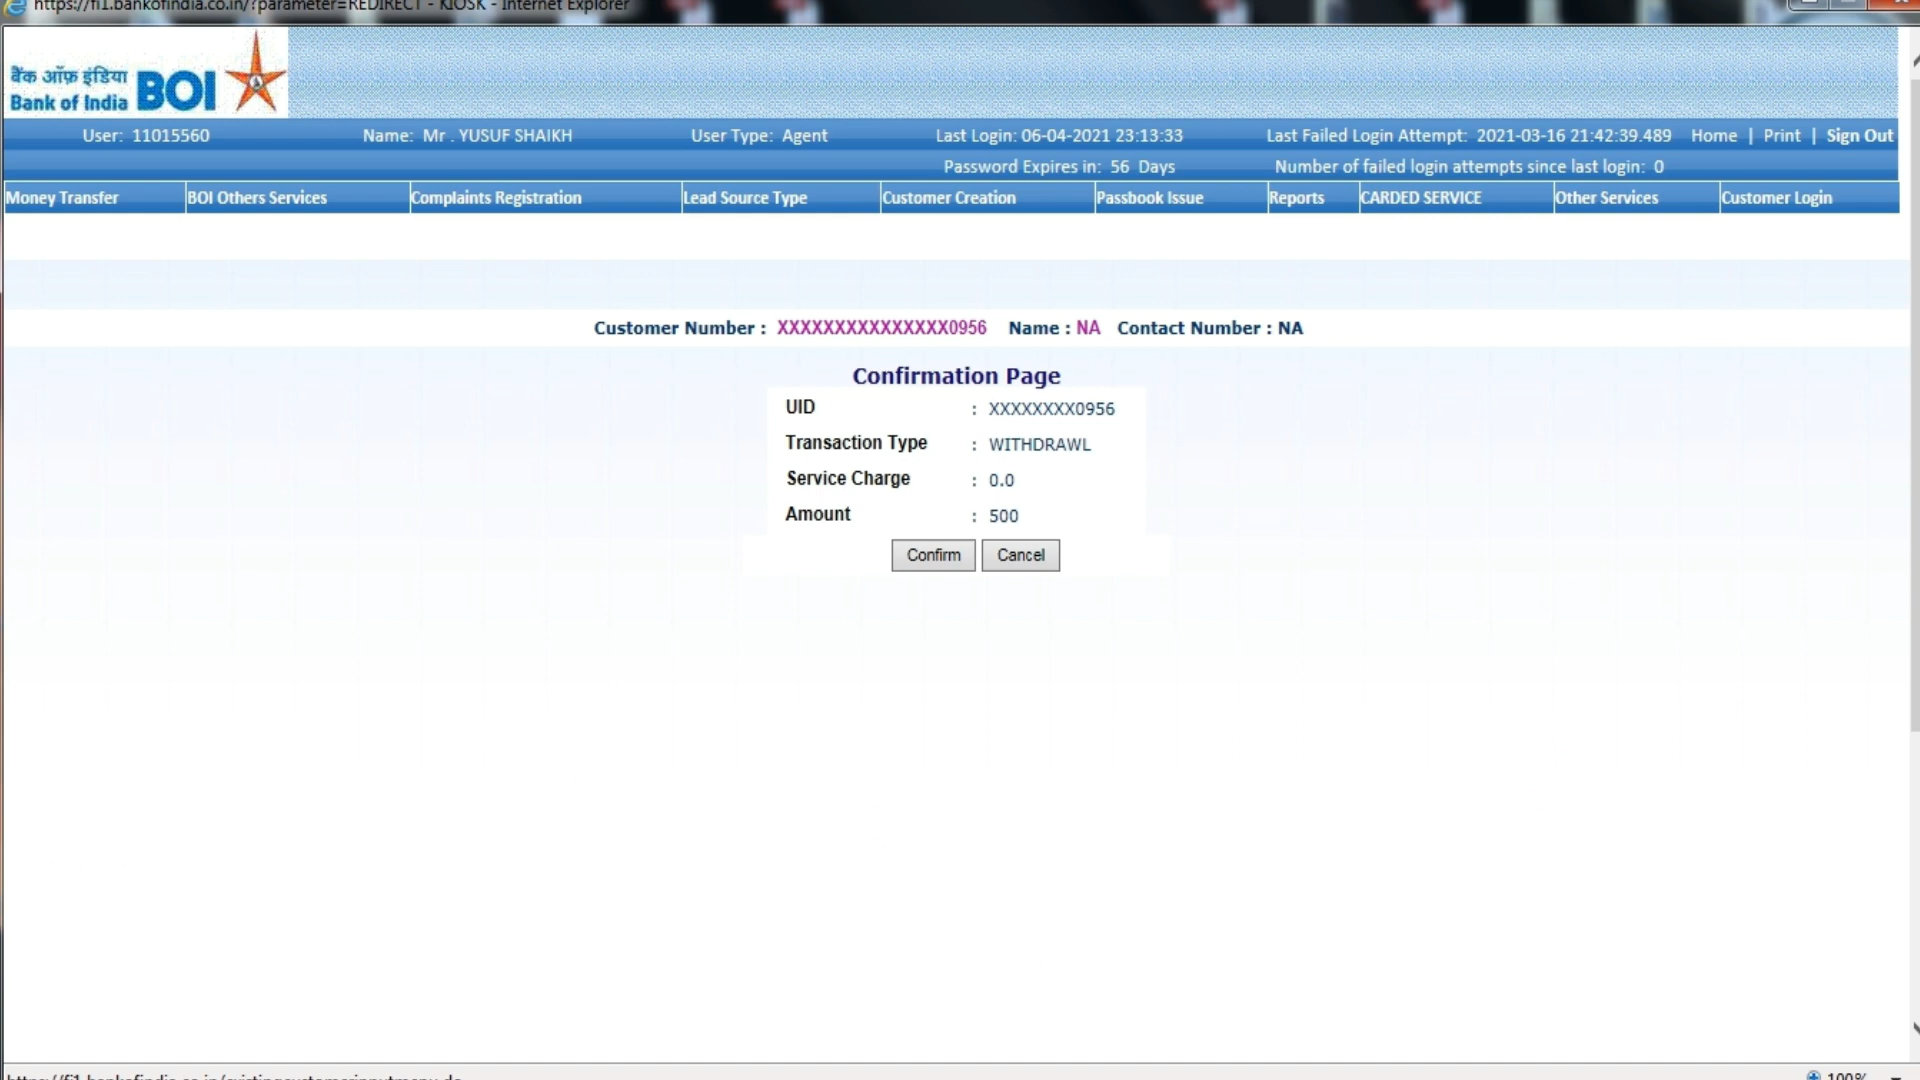 https://fi1.bankofindia.co.in/?parameter=REDIRECT - KIOSK - Internet Explorer
बैंक ऑफ़ इंडिया
Bank of India BOI
User: 11015560 Name: Mr . YUSUF SHAIKH User Type: Agent Last Login: 06-04-2021 23:13:33 Last Failed Login Attempt: 2021-03-16 21:42:39.489 Home | Print | Sign Out
Password Expires in: 56 Days Number of failed login attempts since last login: 0
Money Transfer BOI Others Services Complaints Registration Lead Source Type Customer Creation Passbook Issue Reports CARDED SERVICE Other Services Customer Login
Customer Number : XXXXXXXXXXXXXXX0956 Name : NA Contact Number : NA
Confirmation Page
UID : XXXXXXXX0956
Transaction Type : WITHDRAWL
Service Charge : 0.0
Amount : 500
Confirm Cancel
100%